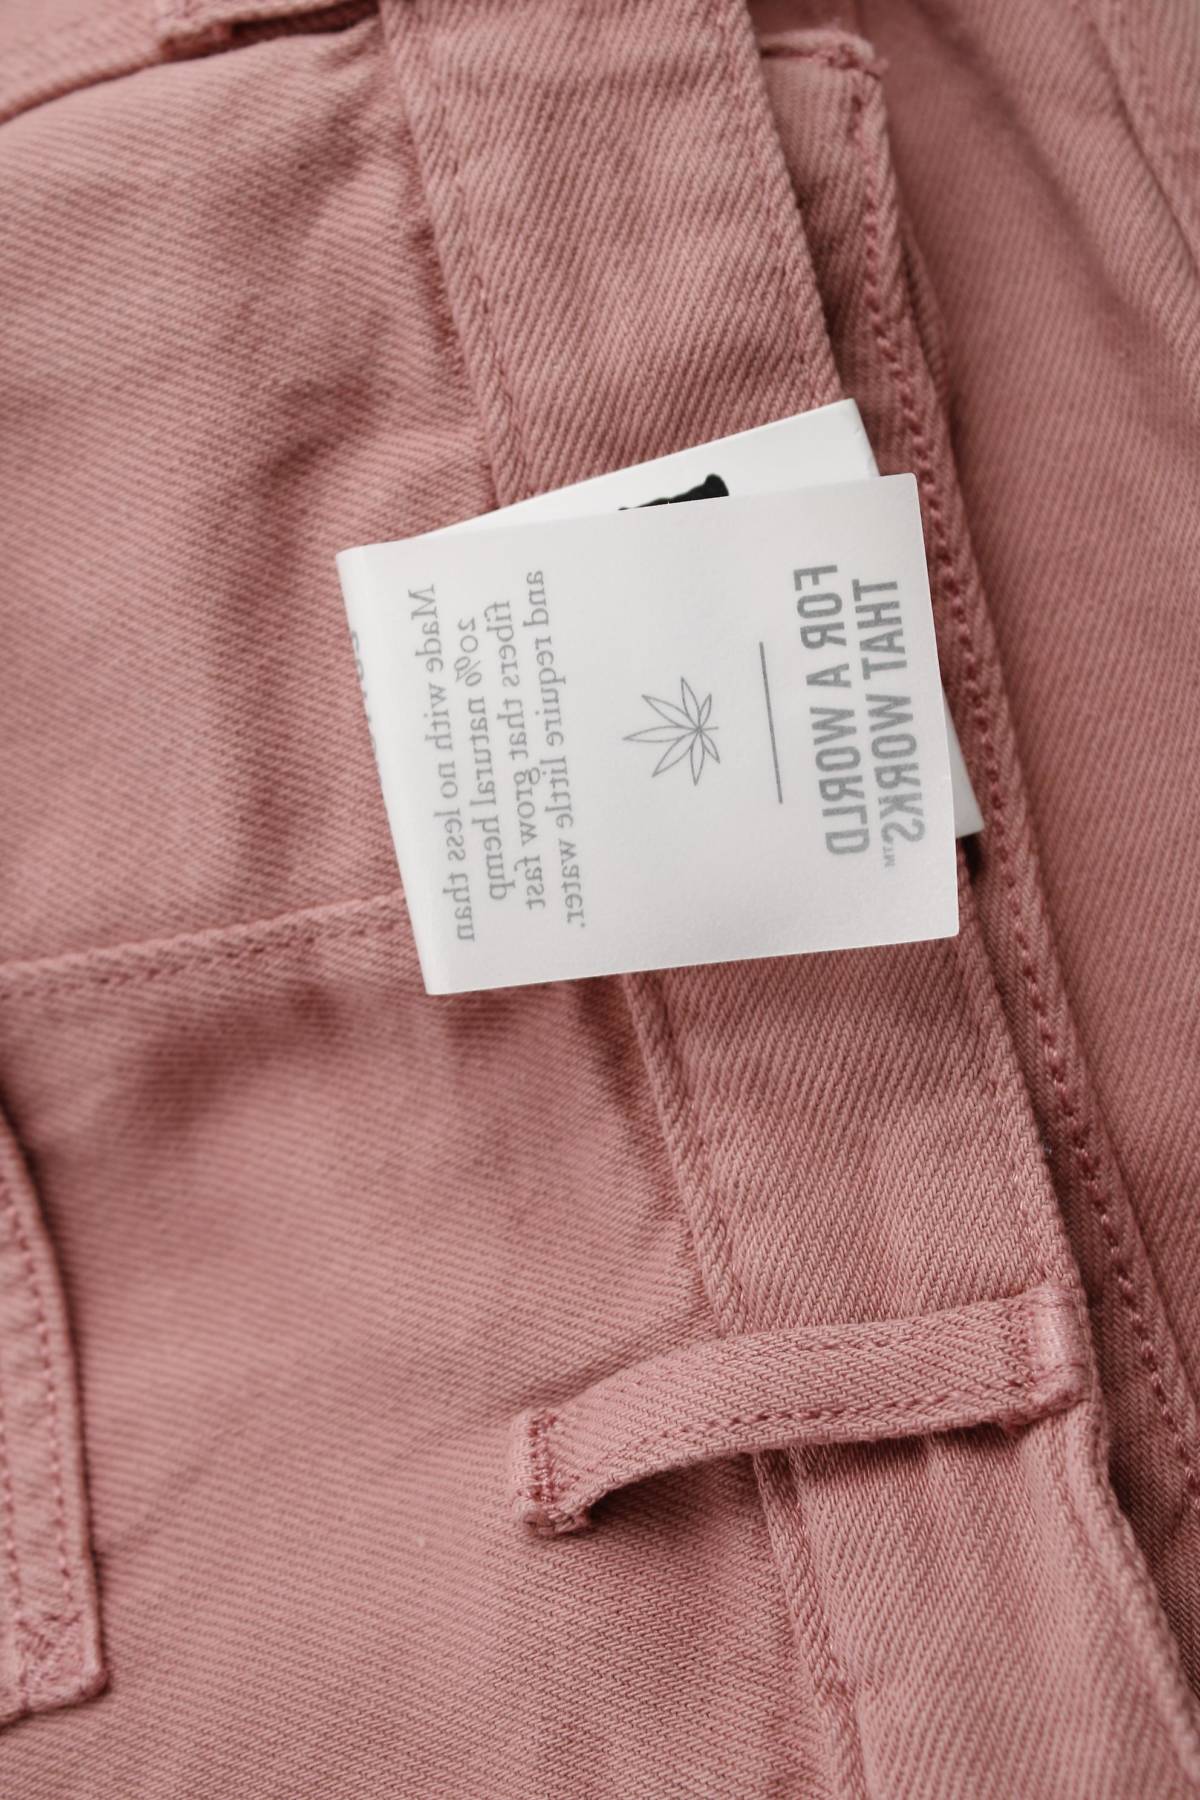 FOR A WORLD
THAT WORKS™
Made with no less than
20% natural hemp
fibers that grow fast
and require little water.